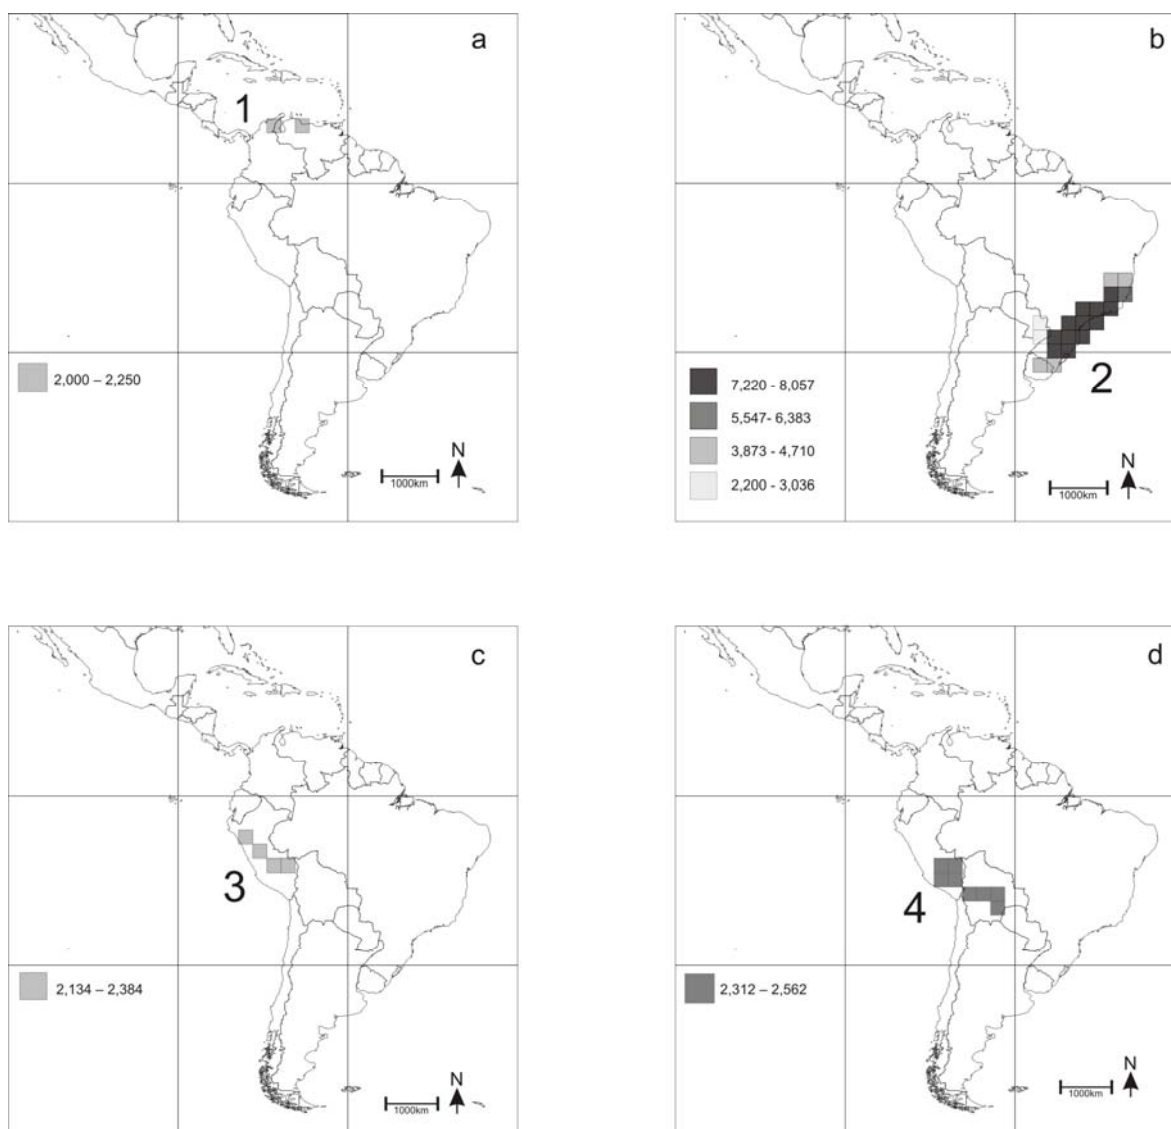 a
1
2,000 – 2,250
N
1000km
b
2
7,220 - 8,057
5,547- 6,383
3,873 - 4,710
2,200 - 3,036
N
1000km
c
3
2,134 – 2,384
N
1000km
d
4
2,312 – 2,562
N
1000km